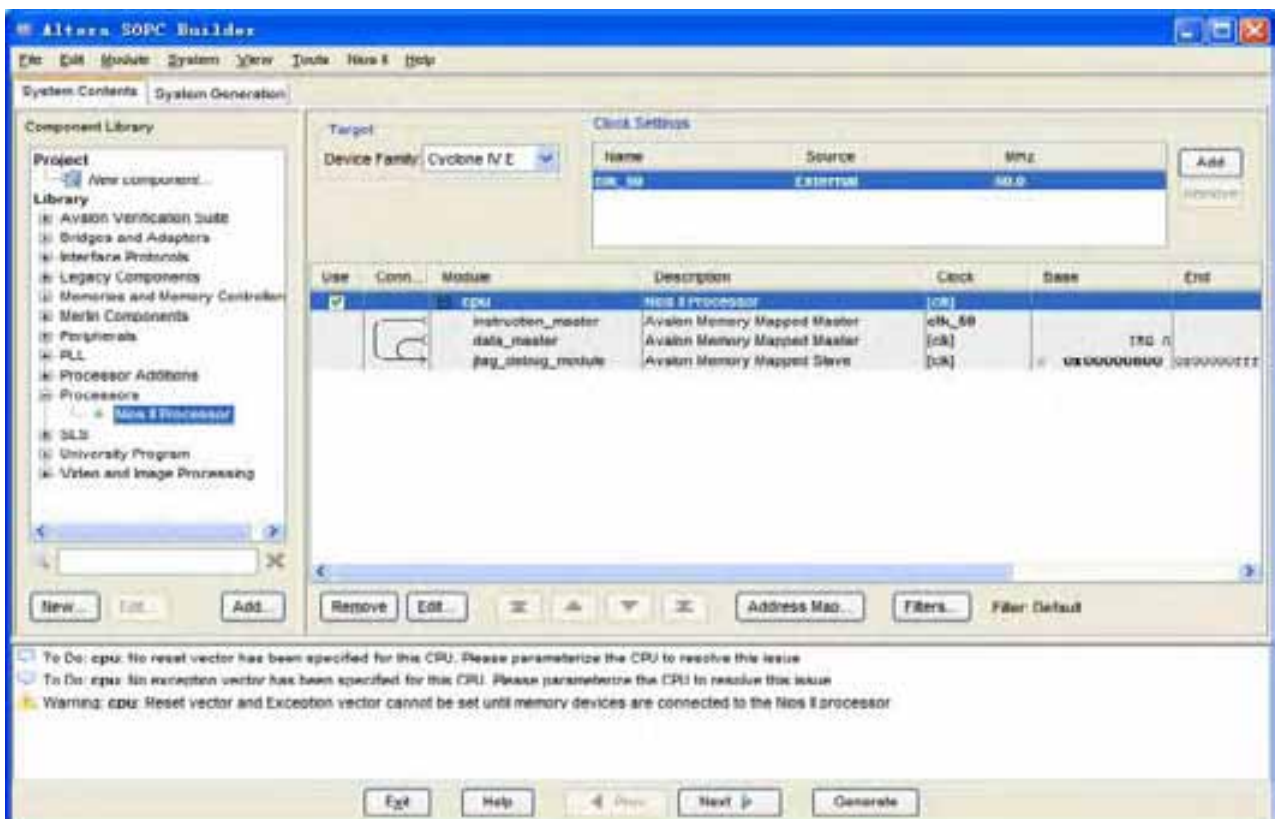 Altera SOPC Builder
File Edit Module System View Tools Nios II Help
System Contents System Generation
Component Library
Project
New component...
Library
Avalon Verification Suite
Bridges and Adapters
Interface Protocols
Legacy Components
Memories and Memory Controller
Merlin Components
Peripherals
PLL
Processor Additions
Processors
Nios II Processor
SLS
University Program
Video and Image Processing
New... Edit... Add...
Target
Device Family: Cyclone IV E
Clock Settings
Name Source MHz
clk_50 External 50.0
Add
Remove
Use Conn... Module Description Clock Base End
cpu Nios II Processor [clk]
instruction_master Avalon Memory Mapped Master clk_50
data_master Avalon Memory Mapped Master [clk] IRQ
jtag_debug_module Avalon Memory Mapped Slave [clk] 0x00000800 0x00000fff
Remove Edit... Address Map... Filters... Filter: Default
To Do: cpu: No reset vector has been specified for this CPU. Please parameterize the CPU to resolve this issue
To Do: cpu: No exception vector has been specified for this CPU. Please parameterize the CPU to resolve this issue
Warning: cpu: Reset vector and Exception vector cannot be set until memory devices are connected to the Nios II processor
Exit Help Prev Next Generate